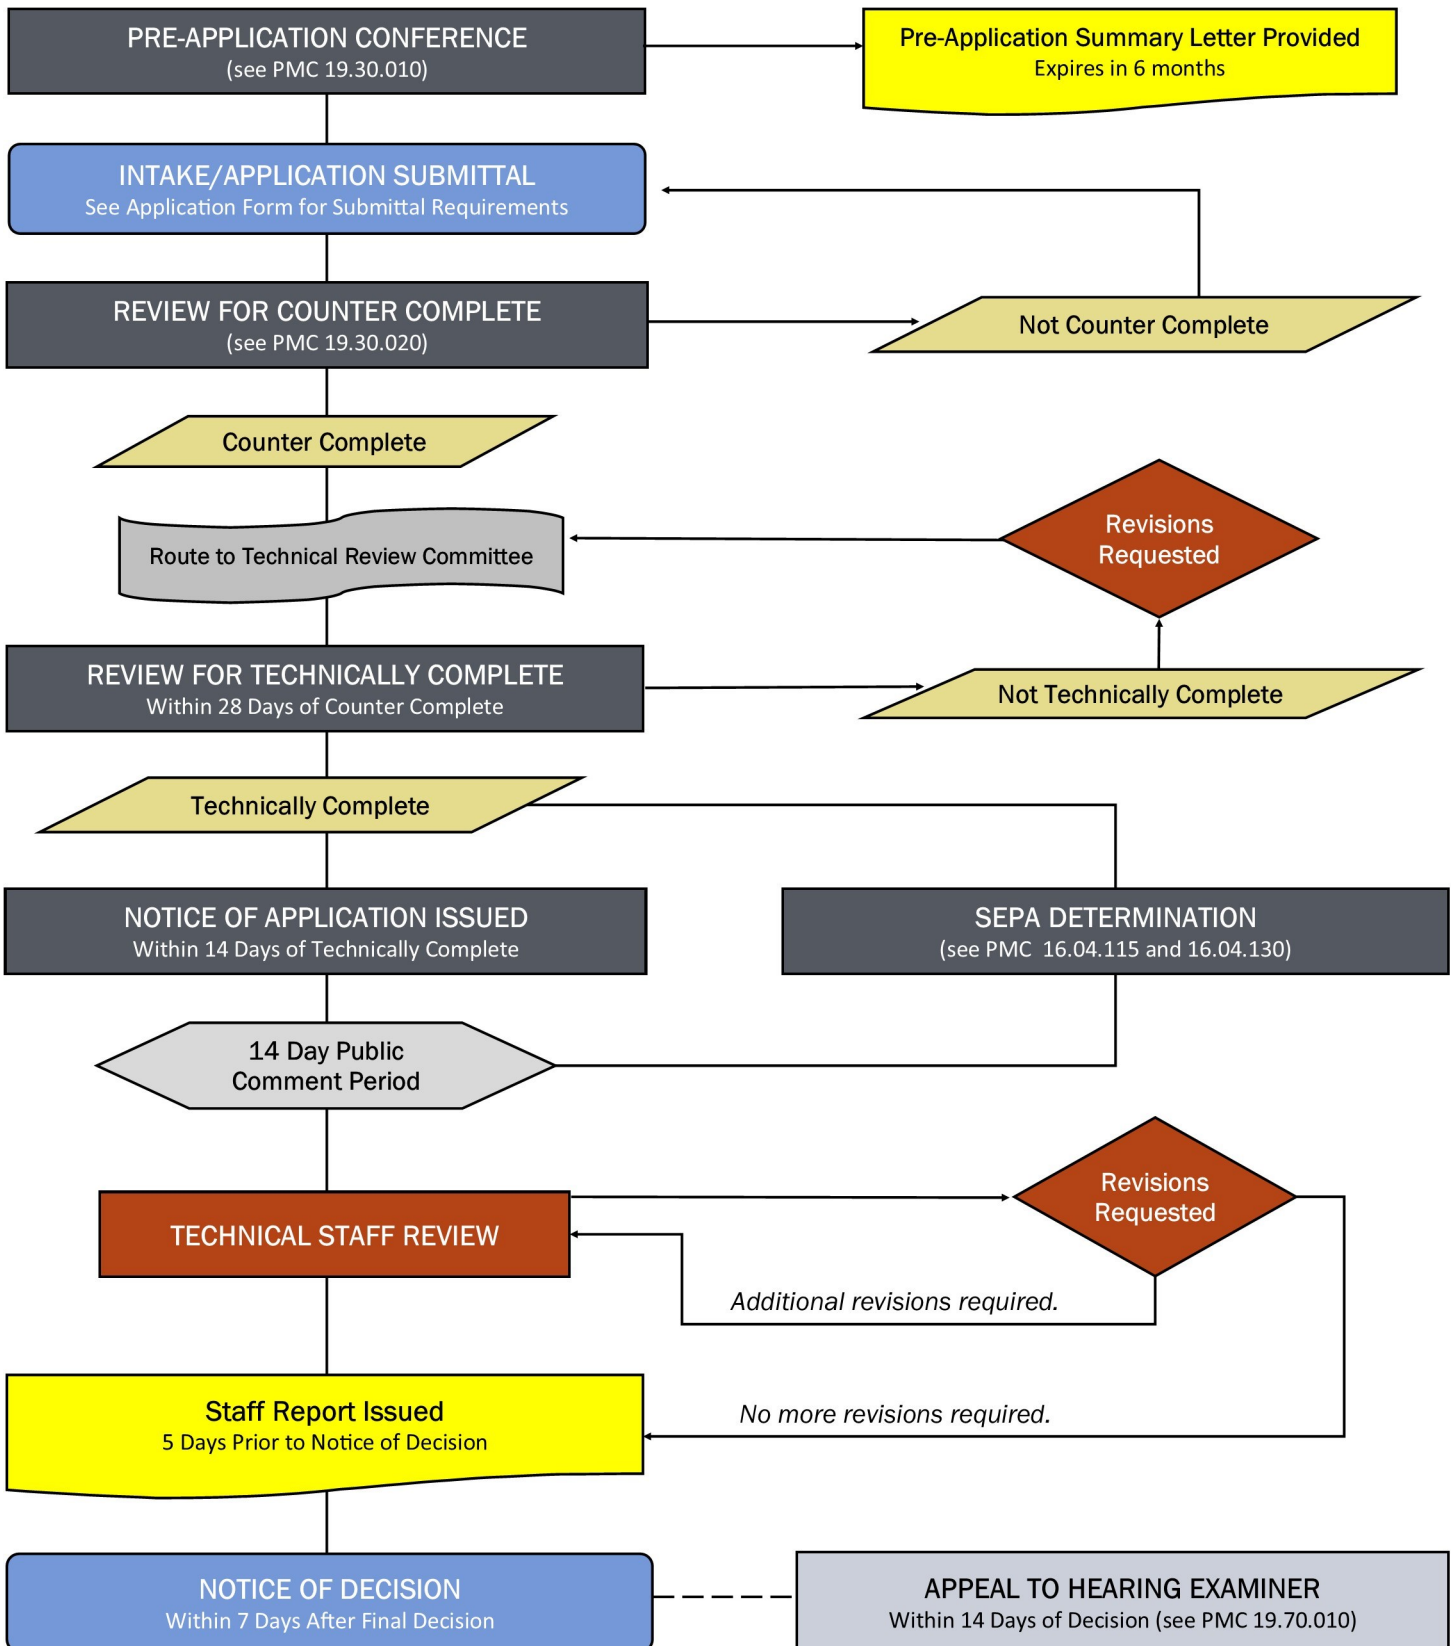 PRE-APPLICATION CONFERENCE
(see PMC 19.30.010)
Pre-Application Summary Letter Provided
Expires in 6 months
INTAKE/APPLICATION SUBMITTAL
See Application Form for Submittal Requirements
REVIEW FOR COUNTER COMPLETE
(see PMC 19.30.020)
Not Counter Complete
Counter Complete
Revisions
Requested
Route to Technical Review Committee
REVIEW FOR TECHNICALLY COMPLETE
Within 28 Days of Counter Complete
Not Technically Complete
Technically Complete
NOTICE OF APPLICATION ISSUED
Within 14 Days of Technically Complete
SEPA DETERMINATION
(see PMC  16.04.115 and 16.04.130)
14 Day Public
Comment Period
Revisions
Requested
TECHNICAL STAFF REVIEW
Additional revisions required.
Staff Report Issued
5 Days Prior to Notice of Decision
No more revisions required.
NOTICE OF DECISION
Within 7 Days After Final Decision
APPEAL TO HEARING EXAMINER
Within 14 Days of Decision (see PMC 19.70.010)